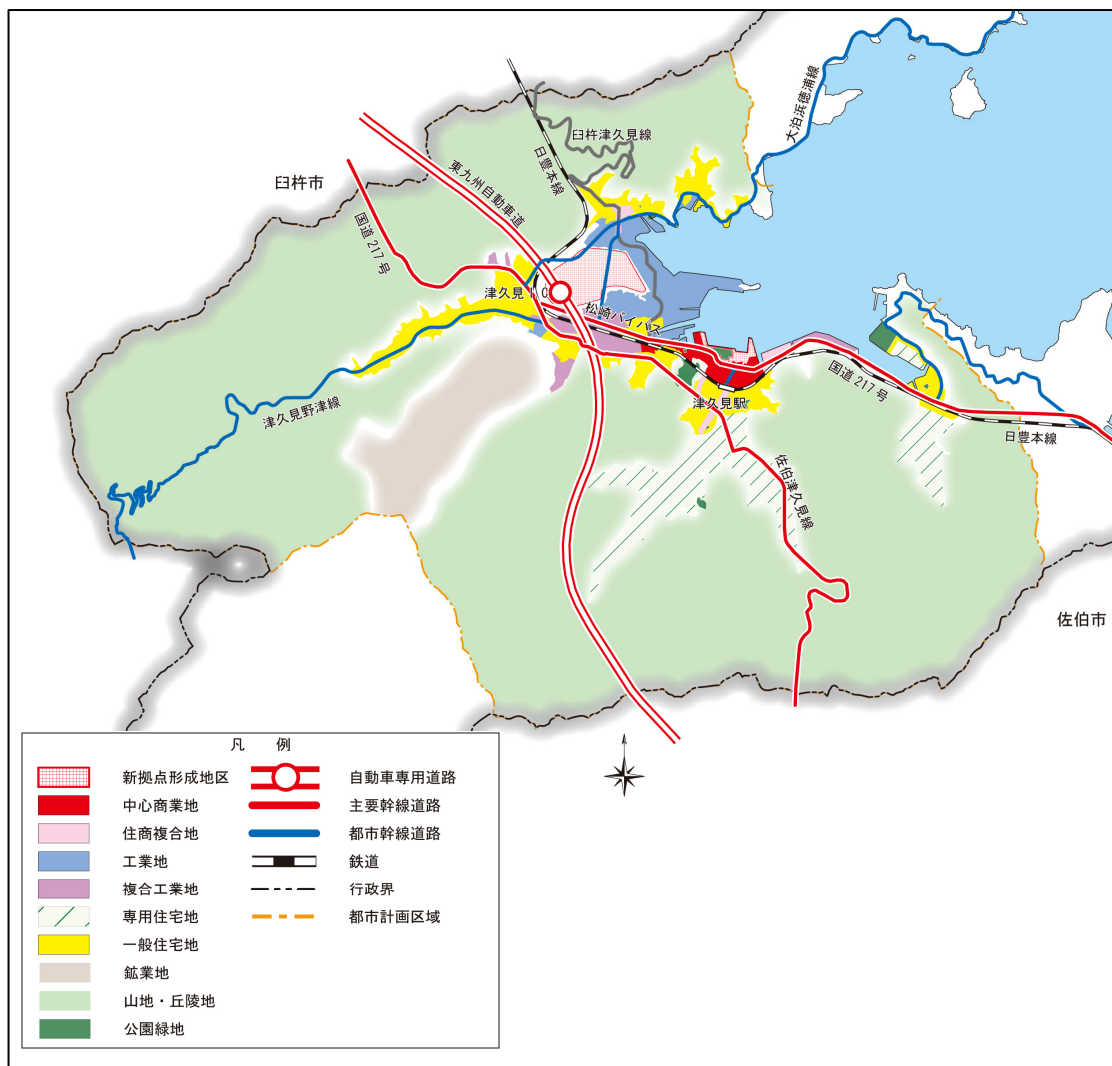 大泊浜徳浦線
臼杵津久見線
日豊本線
臼杵市
東九州自動車道
国道217号
津久見IC
松崎バイパス
津久見野津線
津久見駅
国道217号
日豊本線
佐伯津久見線
佐伯市
凡 例
新拠点形成地区
中心商業地
住商複合地
工業地
複合工業地
専用住宅地
一般住宅地
鉱業地
山地・丘陵地
公園緑地
自動車専用道路
主要幹線道路
都市幹線道路
鉄道
行政界
都市計画区域